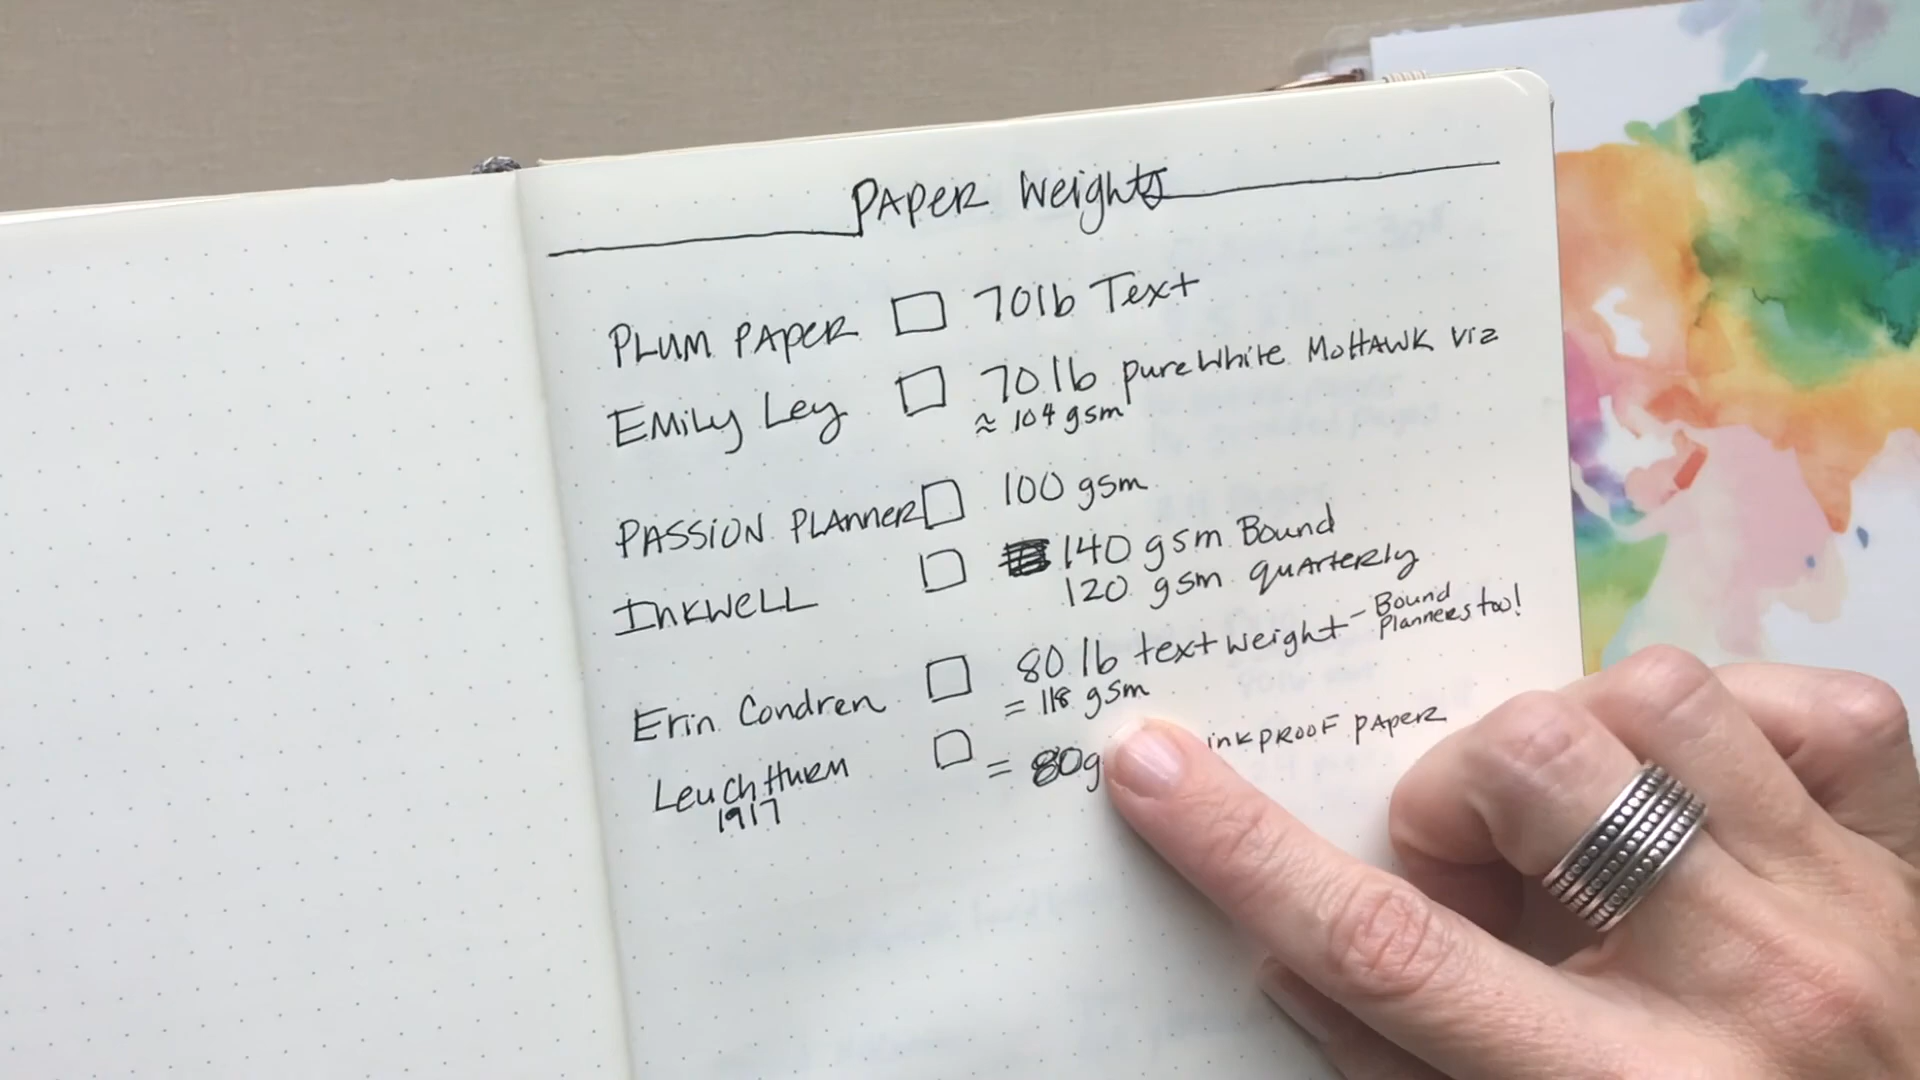 PAPER Weights
PLUM PAPER 70lb Text
EMily Ley 70lb pure white MOHAWK viz
≈ 104 gsm
PASSION PLAnneR 100 gsm
InkWeLL 140 gsm Bound
120 gsm quarterly
Erin Condren 80 lb text weight - Bound Planners too!
= 118 gsm
Leuchtturm = 80g inkproof paper
1917